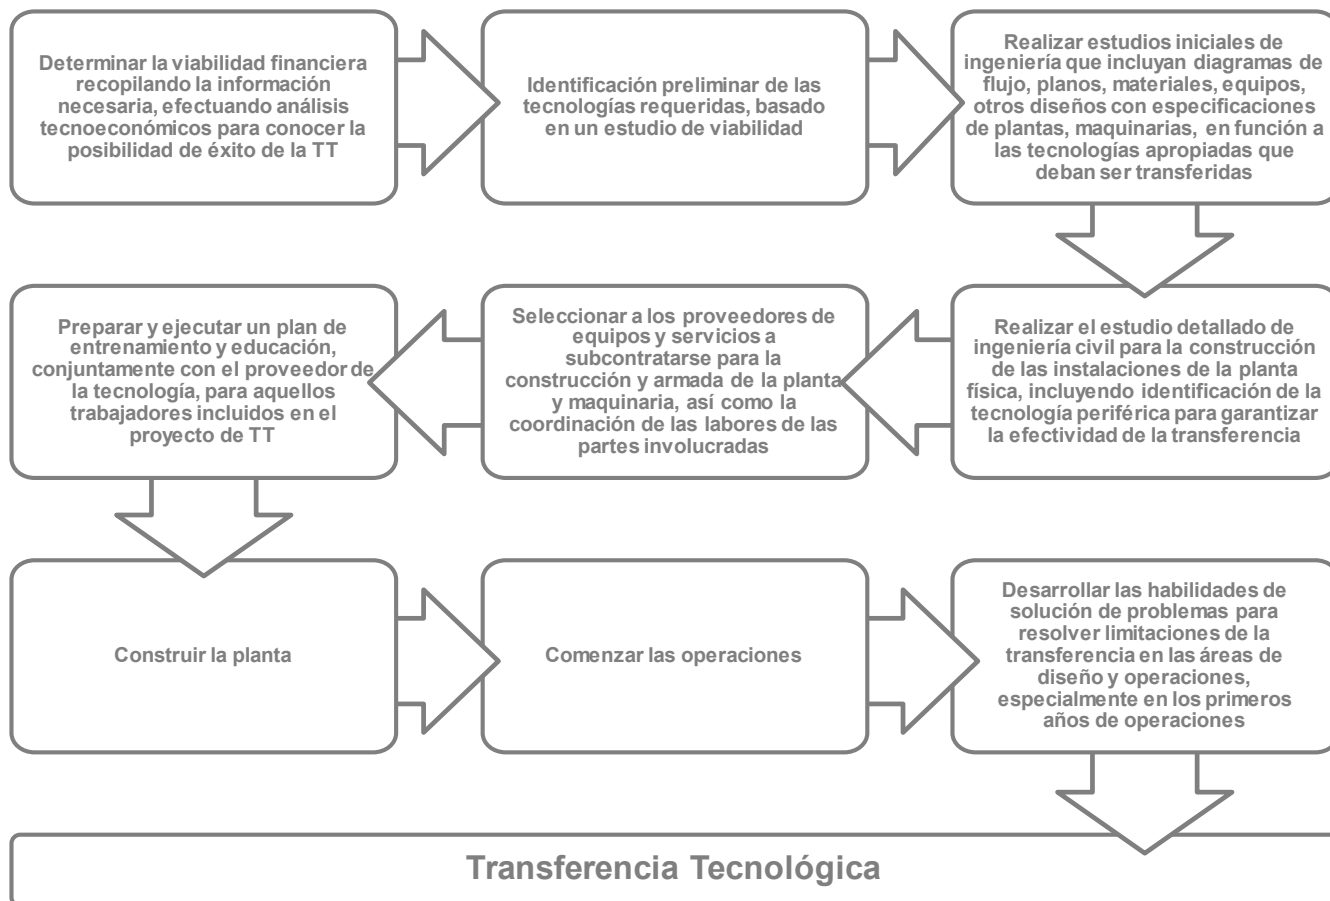 Determinar la viabilidad financiera
recopilando la información
necesaria, efectuando análisis
tecnoeconómicos para conocer la
posibilidad de éxito de la TT
Identificación preliminar de las
tecnologías requeridas, basado
en un estudio de viabilidad
Realizar estudios iniciales de
ingeniería que incluyan diagramas de
flujo, planos, materiales, equipos,
otros diseños con especificaciones
de plantas, maquinarias, en función a
las tecnologías apropiadas que
deban ser transferidas
Realizar el estudio detallado de
ingeniería civil para la construcción
de las instalaciones de la planta
física, incluyendo identificación de la
tecnología periférica para garantizar
la efectividad de la transferencia
Seleccionar a los proveedores de
equipos y servicios a
subcontratarse para la
construcción y armada de la planta
y maquinaria, así como la
coordinación de las labores de las
partes involucradas
Preparar y ejecutar un plan de
entrenamiento y educación,
conjuntamente con el proveedor de
la tecnología, para aquellos
trabajadores incluidos en el
proyecto de TT
Construir la planta
Comenzar las operaciones
Desarrollar las habilidades de
solución de problemas para
resolver limitaciones de la
transferencia en las áreas de
diseño y operaciones,
especialmente en los primeros
años de operaciones
Transferencia Tecnológica